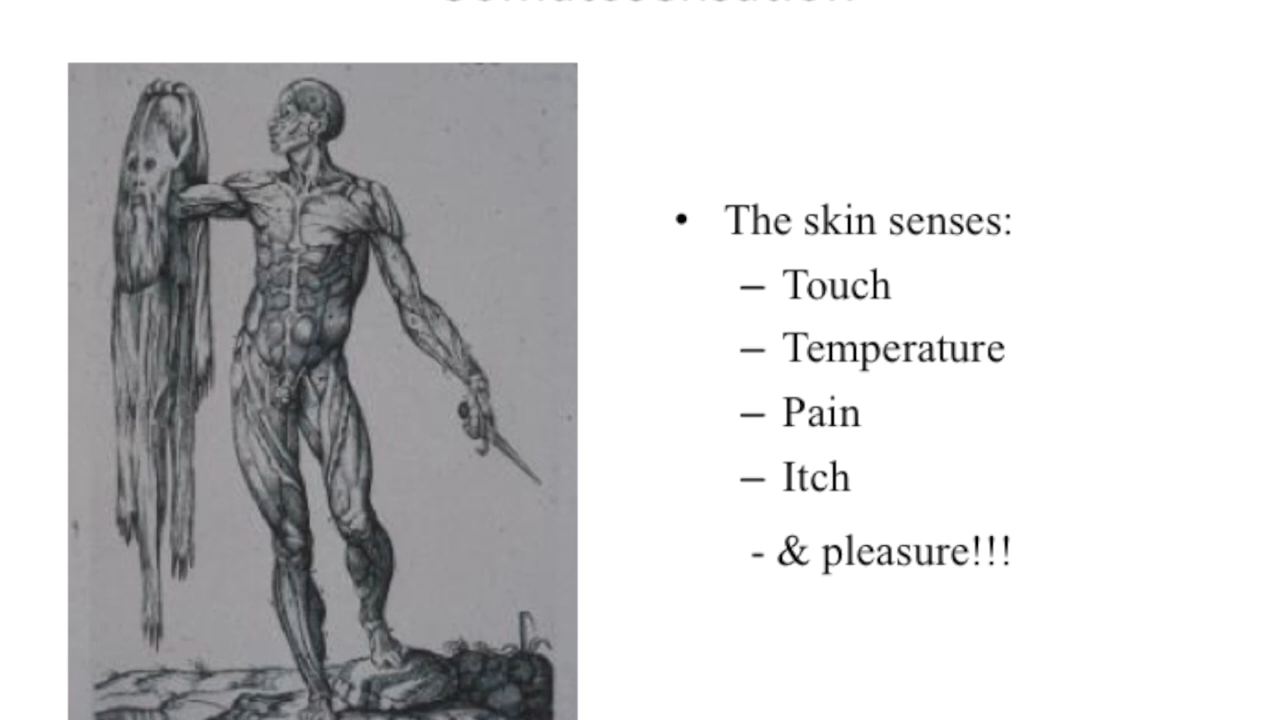 • The skin senses:
– Touch
– Temperature
– Pain
– Itch
- & pleasure!!!